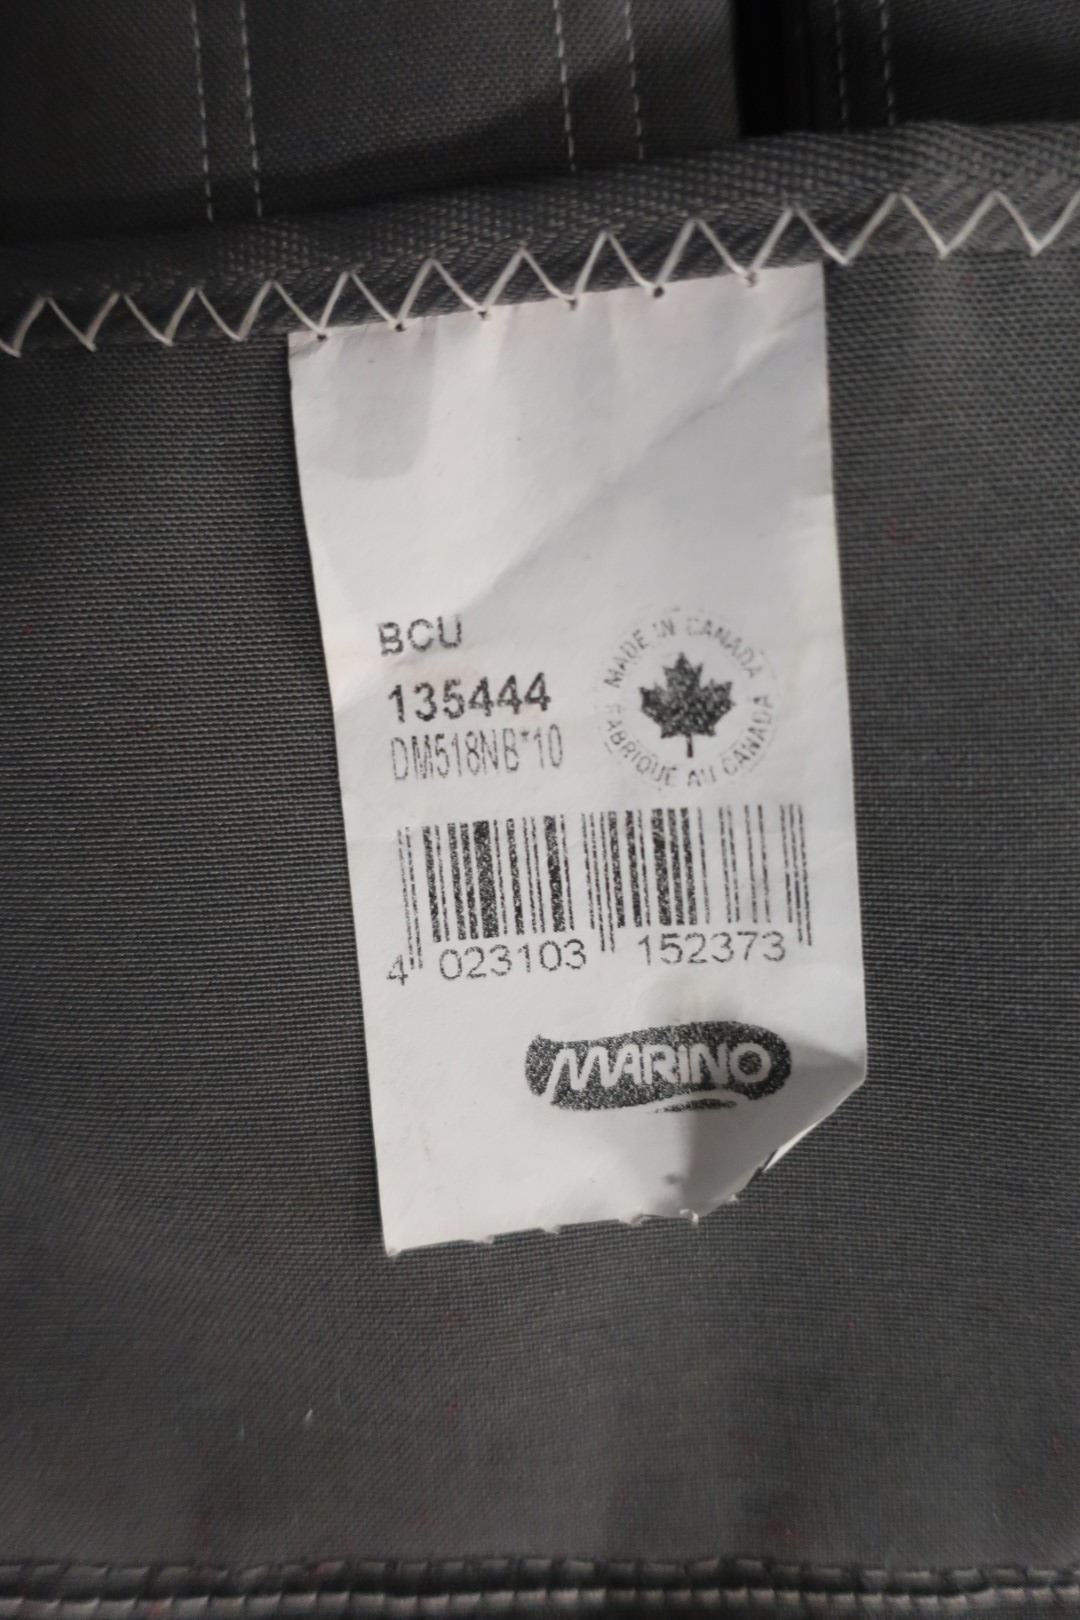 BCU
135444
DM518NB*10
MADE IN CANADA
FABRIQUÉ AU CANADA
4 023103 152373
MARINO